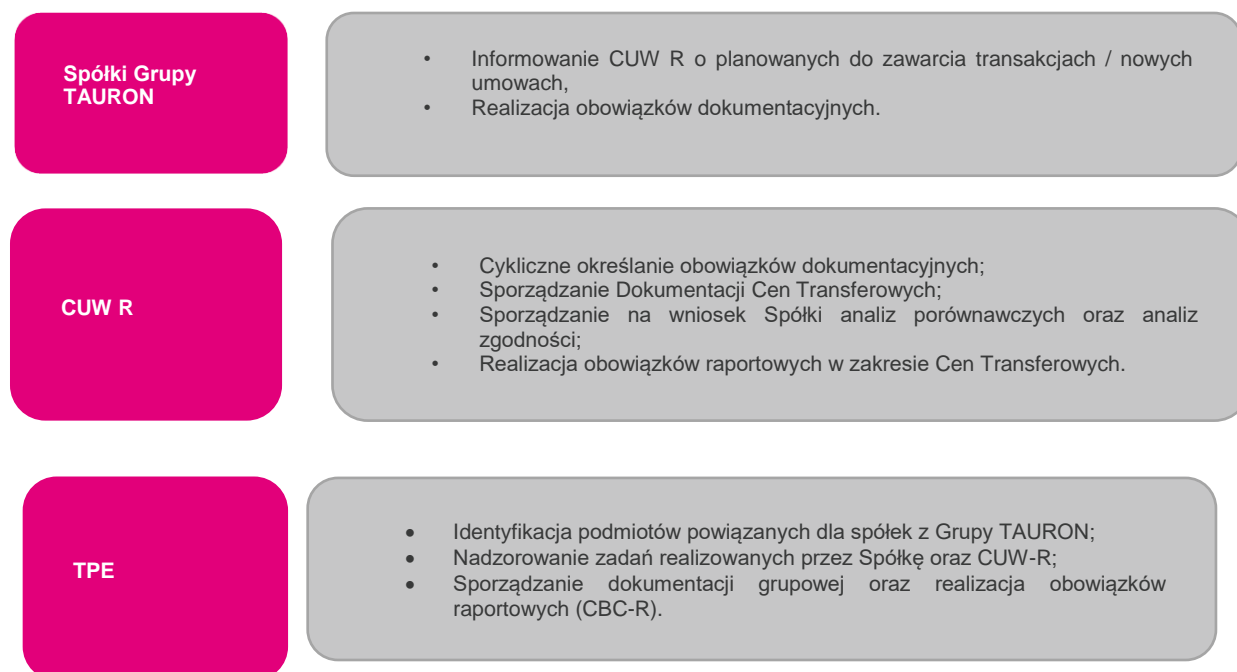 Spółki Grupy
TAURON
• Informowanie CUW R o planowanych do zawarcia transakcjach / nowych
umowach,
• Realizacja obowiązków dokumentacyjnych.
CUW R
• Cykliczne określanie obowiązków dokumentacyjnych;
• Sporządzanie Dokumentacji Cen Transferowych;
• Sporządzanie na wniosek Spółki analiz porównawczych oraz analiz
zgodności;
• Realizacja obowiązków raportowych w zakresie Cen Transferowych.
TPE
• Identyfikacja podmiotów powiązanych dla spółek z Grupy TAURON;
• Nadzorowanie zadań realizowanych przez Spółkę oraz CUW-R;
• Sporządzanie dokumentacji grupowej oraz realizacja obowiązków
raportowych (CBC-R).